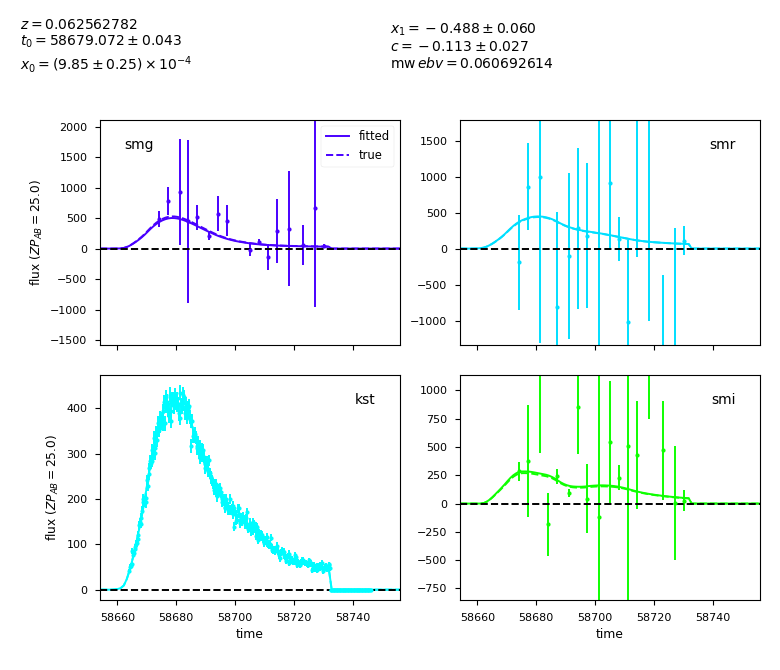 z = 0.062562782
t₀ = 58679.072 ± 0.043
x₀ = (9.85 ± 0.25) × 10⁻⁴
x₁ = −0.488 ± 0.060
c = −0.113 ± 0.027
mw ebv = 0.060692614
smg
fitted
true
2000
1500
1000
500
0
−500
−1000
−1500
flux (ZP_AB = 25.0)
smr
1500
1000
500
0
−500
−1000
kst
400
300
200
100
0
flux (ZP_AB = 25.0)
58660 58680 58700 58720 58740
time
smi
1000
750
500
250
0
−250
−500
−750
58660 58680 58700 58720 58740
time